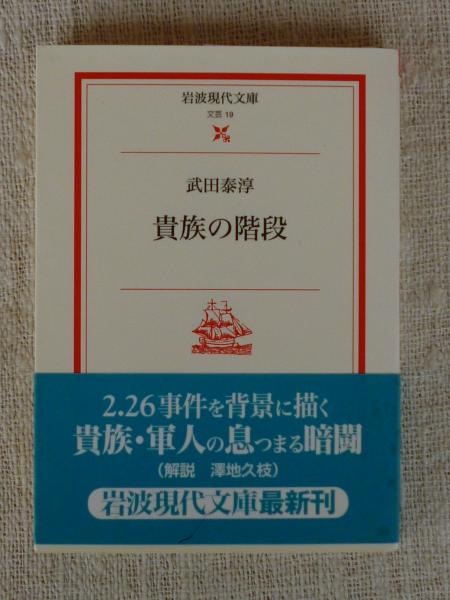 岩波現代文庫
文芸 19
武田泰淳
貴族の階段
2.26事件を背景に描く
貴族・軍人の息つまる暗闘
(解説 澤地久枝)
岩波現代文庫最新刊